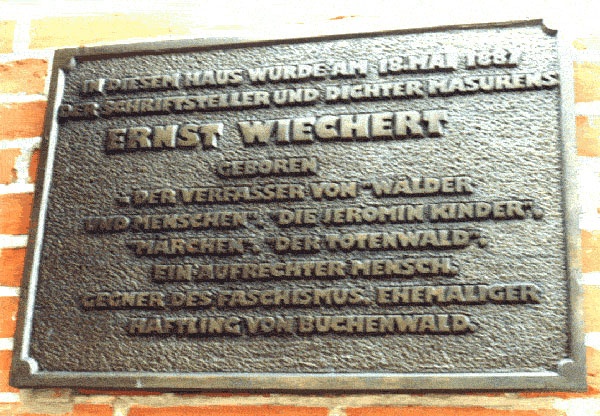 IN DIESEN HAUS WURDE AM 18.MAI 1887
DER SCHRIFTSTELLER UND DICHTER MASURENS
ERNST WIECHERT
GEBOREN
- DER VERFASSER VON "WÄLDER
UND MENSCHEN", "DIE JEROMIN KINDER",
"MÄRCHEN", "DER TOTENWALD",
EIN AUFRECHTER MENSCH,
GEGNER DES FASCHISMUS, EHEMALIGER
HÄFTLING VON BUCHENWALD.